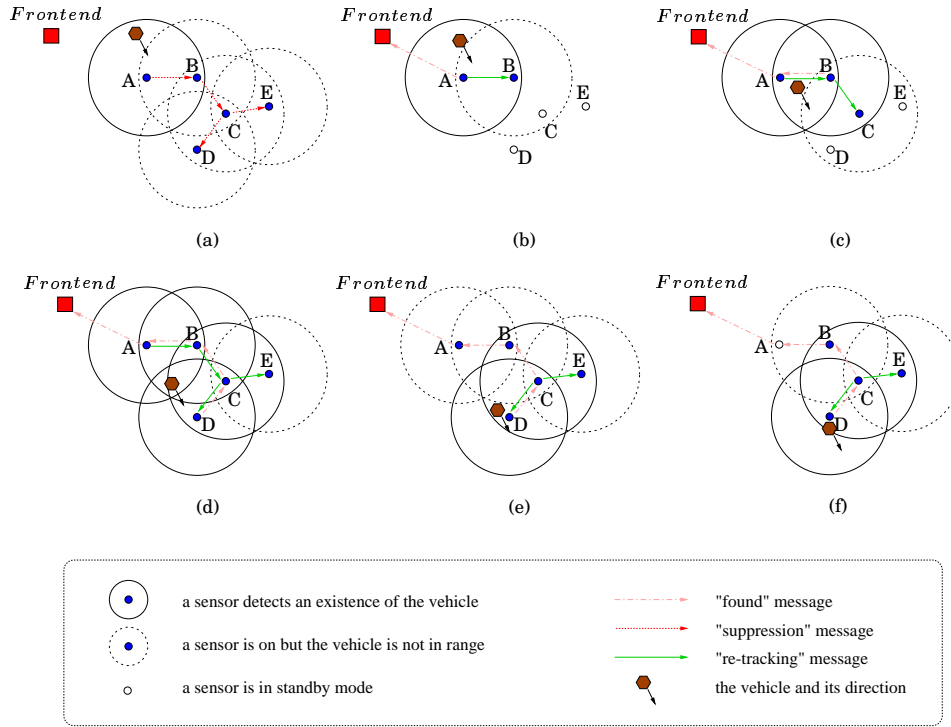 Frontend
A
B
E
C
D
(a)
A
B
E
C
D
(b)
Frontend
A
B
E
C
D
(c)
Frontend
A
B
E
C
D
(d)
Frontend
A
B
E
C
D
(e)
Frontend
A
B
E
C
D
(f)
Frontend
a sensor detects an existence of the vehicle
a sensor is on but the vehicle is not in range
a sensor is in standby mode
"found" message
"suppression" message
"re-tracking" message
the vehicle and its direction